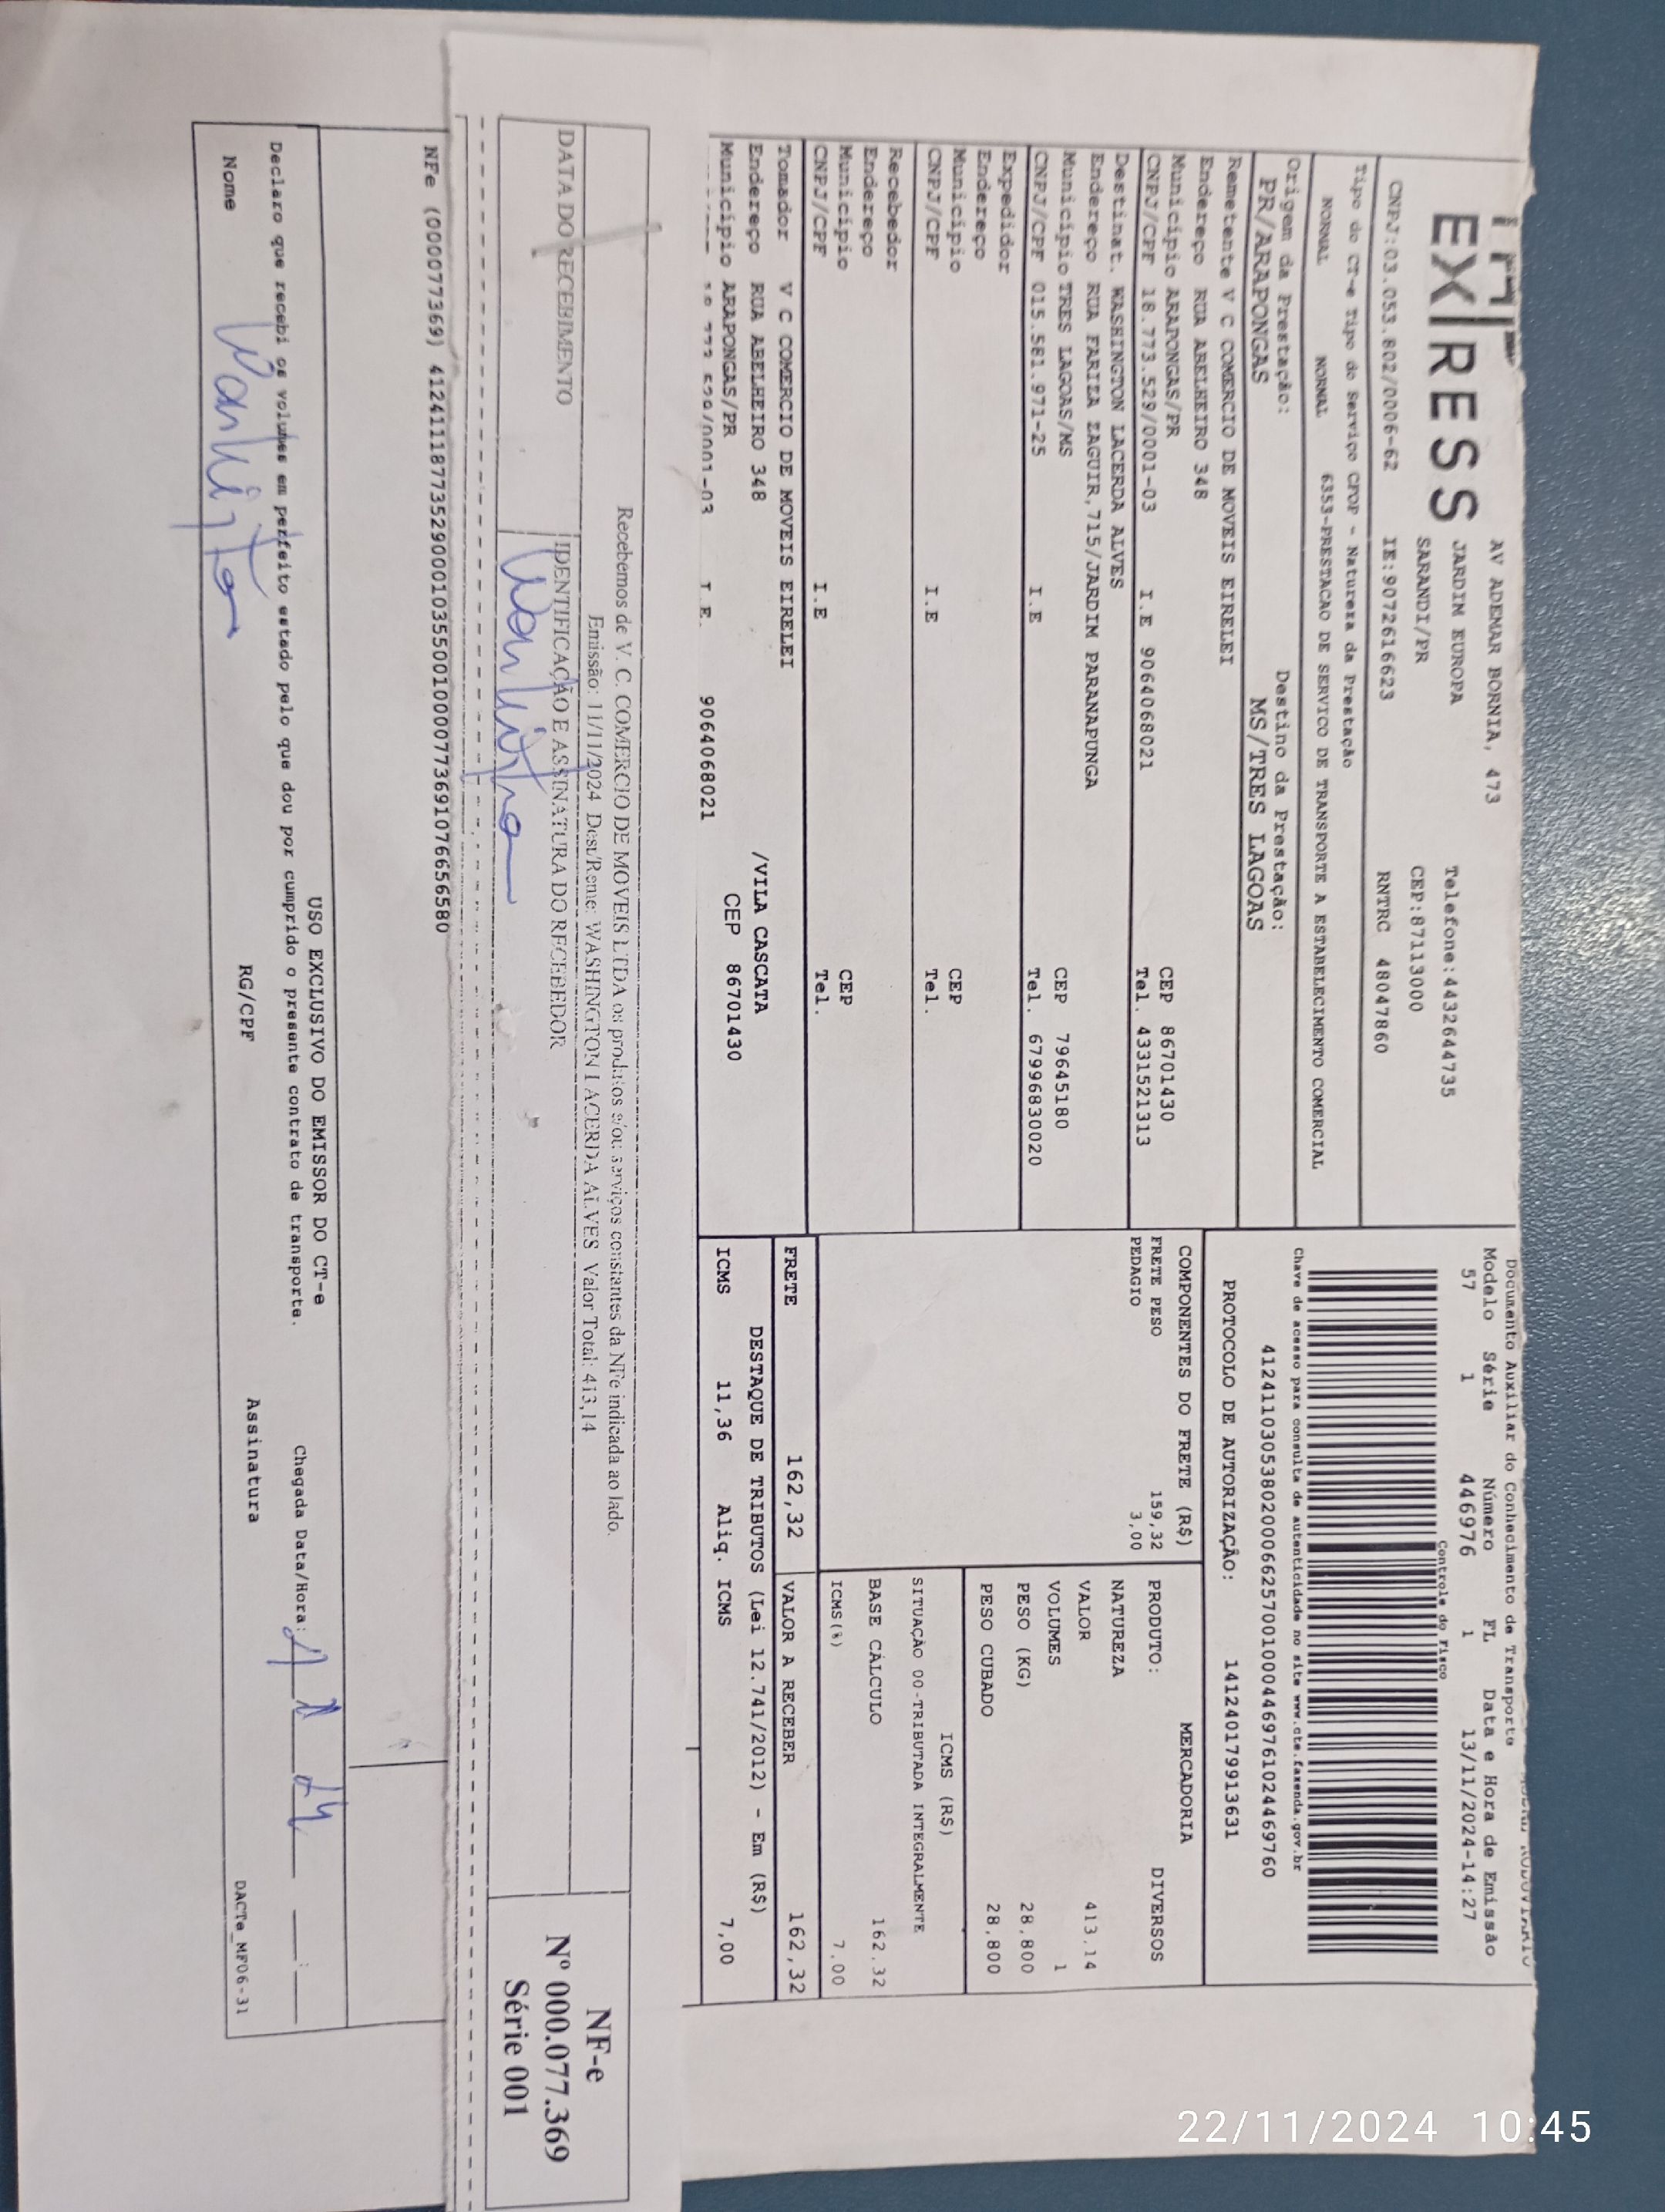 EXPRESS
AV ADEMAR BORNIA, 473
JARDIM EUROPA
Telefone:4432644735
SARANDI/PR
CEP:87113000
CNPJ:03.053.802/0006-62 IE:9072616623 RNTRC 48047860
Tipo do CT-e Tipo do Serviço CFOP - Natureza da Prestação
NORMAL NORMAL 6353-PRESTACAO DE SERVICO DE TRANSPORTE A ESTABELECIMENTO COMERCIAL
Origem da Prestação: Destino da Prestação:
PR/ARAPONGAS MS/TRES LAGOAS
Documento Auxiliar do Conhecimento de Transporte
Modelo Série Número FL Data e Hora de Emissão
57 1 446976 1 13/11/2024-14:27
Controle do Fisco
Chave de acesso para consulta de autenticidade no site www.cte.fazenda.gov.br
41241103053802000662570010004469761024469760
PROTOCOLO DE AUTORIZAÇÃO: 141240179913631
Remetente V C COMERCIO DE MOVEIS EIRELEI
Endereço RUA ABELHEIRO 348
Município ARAPONGAS/PR CEP 86701430
CNPJ/CPF 18.773.529/0001-03 I.E 9064068021 Tel. 4331521313
Destinat. WASHINGTON LACERDA ALVES
Endereço RUA FARIZA ZAGUIR,715/JARDIM PARANAPUNGA
Município TRES LAGOAS/MS CEP 79645180
CNPJ/CPF 015.581.971-25 I.E Tel. 67996830020
Expedidor
Endereço
Município CEP
CNPJ/CPF I.E Tel.
Recebedor
Endereço
Município CEP
CNPJ/CPF I.E Tel.
Tomador V C COMERCIO DE MOVEIS EIRELEI
Endereço RUA ABELHEIRO 348 /VILA CASCATA
Município ARAPONGAS/PR CEP 86701430
I E. 9064068021
COMPONENTES DO FRETE (R$)
FRETE PESO 159,32
PEDAGIO 3,00
MERCADORIA
PRODUTO: DIVERSOS
NATUREZA
VALOR 413.14
VOLUMES 1
PESO (KG) 28,800
PESO CUBADO 28,800
ICMS (R$)
SITUAÇÃO 00-TRIBUTADA INTEGRALMENTE
BASE CÁLCULO 162.32
ICMS(%) 7.00
FRETE 162,32 VALOR A RECEBER 162,32
DESTAQUE DE TRIBUTOS (Lei 12.741/2012) - Em (R$)
ICMS 11,36 Aliq. ICMS 7,00
Recebemos de V. C. COMERCIO DE MOVEIS LTDA os produtos e/ou serviços constantes da NFe indicada ao lado.
Emissão: 11/11/2024 Dest/Reme: WASHINGTON LACERDA ALVES Valor Total: 413,14
DATA DO RECEBIMENTO
IDENTIFICAÇÃO E ASSINATURA DO RECEBEDOR
NF-e
Nº 000.077.369
Série 001
NFe (000077369) 41241118773529000103550010000773691076656580
USO EXCLUSIVO DO EMISSOR DO CT-e
Declaro que recebi os volumes em perfeito estado pelo que dou por cumprido o presente contrato de transporte. Chegada Data/Hora:
Nome RG/CPF Assinatura
DACTe_MF06-31
22/11/2024 10:45